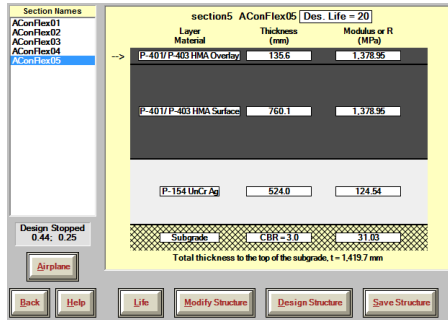 Section Names
AConFlex01
AConFlex02
AConFlex03
AConFlex04
AConFlex05
section5 AConFlex05 Des. Life = 20
Layer Material Thickness (mm) Modulus or R (MPa)
--> P-401/ P-403 HMA Overlay 135.6 1,378.95
P-401/ P-403 HMA Surface 760.1 1,378.95
P-154 UnCr Ag 524.0 124.54
Subgrade CBR = 3.0 31.03
Total thickness to the top of the subgrade, t = 1,419.7 mm
Design Stopped
0.44; 0.25
Airplane
Back Help Life Modify Structure Design Structure Save Structure